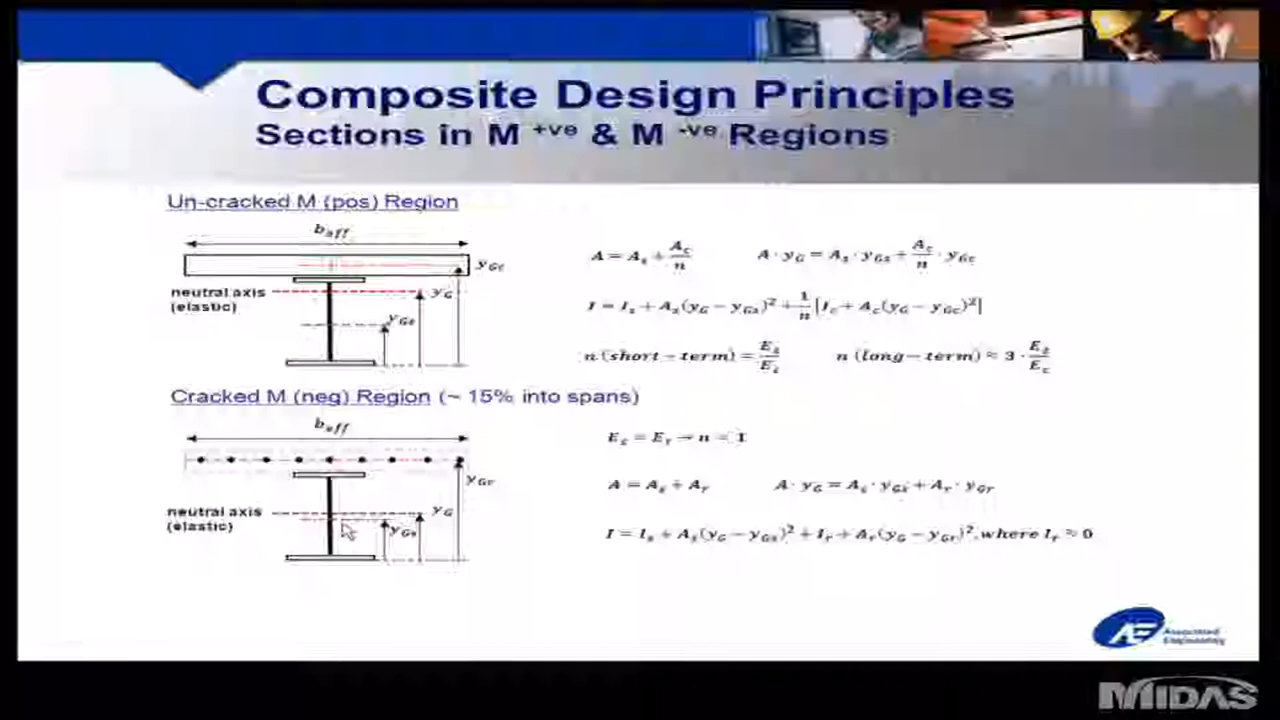 Composite Design Principles
Sections in M +ve & M -ve Regions
Un-cracked M (pos) Region
b_eff
y_Gc
neutral axis
(elastic)
y_G
y_Gs
A = A_s + A_c/n
A · y_G = A_s · y_Gs + A_c/n · y_Gc
I = I_s + A_s(y_G − y_Gs)² + 1/n [I_c + A_c(y_G − y_Gc)²]
n (short − term) = E_s/E_c
n (long − term) ≈ 3 · E_s/E_c
Cracked M (neg) Region (~ 15% into spans)
b_eff
y_Gr
neutral axis
(elastic)
y_G
y_Gs
E_s = E_r → n = 1
A = A_s + A_r
A · y_G = A_s · y_Gs + A_r · y_Gr
I = I_s + A_s(y_G − y_Gs)² + I_r + A_r(y_G − y_Gr)², where I_r ≈ 0
AE Associated
Engineering
MIDAS